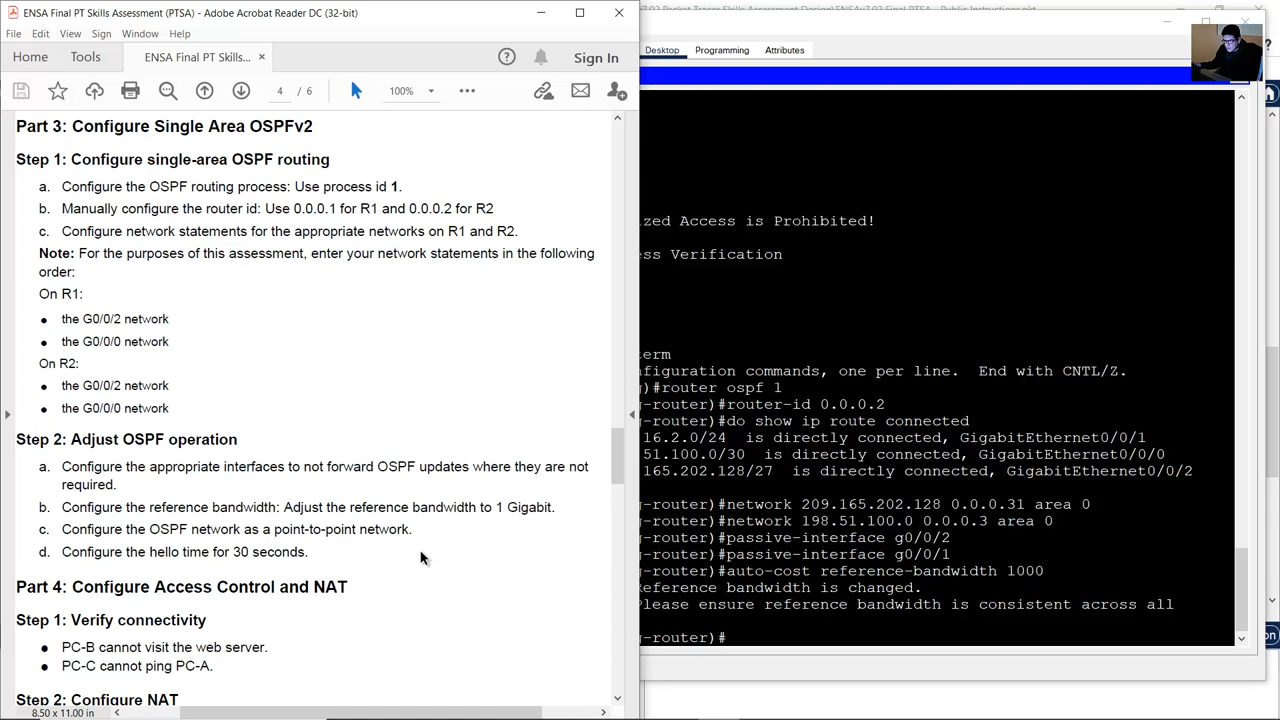 ENSA Final PT Skills Assessment (PTSA) - Adobe Acrobat Reader DC (32-bit)
File Edit View Sign Window Help
Home Tools ENSA Final PT Skills... Sign In
4 / 6 100%
Part 3: Configure Single Area OSPFv2
Step 1: Configure single-area OSPF routing
a. Configure the OSPF routing process: Use process id 1.
b. Manually configure the router id: Use 0.0.0.1 for R1 and 0.0.0.2 for R2
c. Configure network statements for the appropriate networks on R1 and R2.
Note: For the purposes of this assessment, enter your network statements in the following
order:
On R1:
• the G0/0/2 network
• the G0/0/0 network
On R2:
• the G0/0/2 network
• the G0/0/0 network
Step 2: Adjust OSPF operation
a. Configure the appropriate interfaces to not forward OSPF updates where they are not
required.
b. Configure the reference bandwidth: Adjust the reference bandwidth to 1 Gigabit.
c. Configure the OSPF network as a point-to-point network.
d. Configure the hello time for 30 seconds.
Part 4: Configure Access Control and NAT
Step 1: Verify connectivity
• PC-B cannot visit the web server.
• PC-C cannot ping PC-A.
Step 2: Configure NAT
8.50 x 11.00 in
Desktop Programming Attributes
zed Access is Prohibited!
ss Verification
erm
figuration commands, one per line. End with CNTL/Z.
g)#router ospf 1
g-router)#router-id 0.0.0.2
g-router)#do show ip route connected
16.2.0/24 is directly connected, GigabitEthernet0/0/1
51.100.0/30 is directly connected, GigabitEthernet0/0/0
165.202.128/27 is directly connected, GigabitEthernet0/0/2
g-router)#network 209.165.202.128 0.0.0.31 area 0
g-router)#network 198.51.100.0 0.0.0.3 area 0
g-router)#passive-interface g0/0/2
g-router)#passive-interface g0/0/1
g-router)#auto-cost reference-bandwidth 1000
Reference bandwidth is changed.
Please ensure reference bandwidth is consistent across all
g-router)#